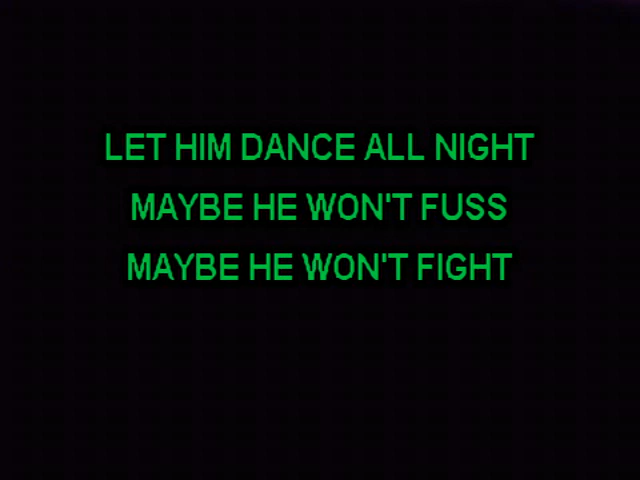 LET HIM DANCE ALL NIGHT
MAYBE HE WON'T FUSS
MAYBE HE WON'T FIGHT